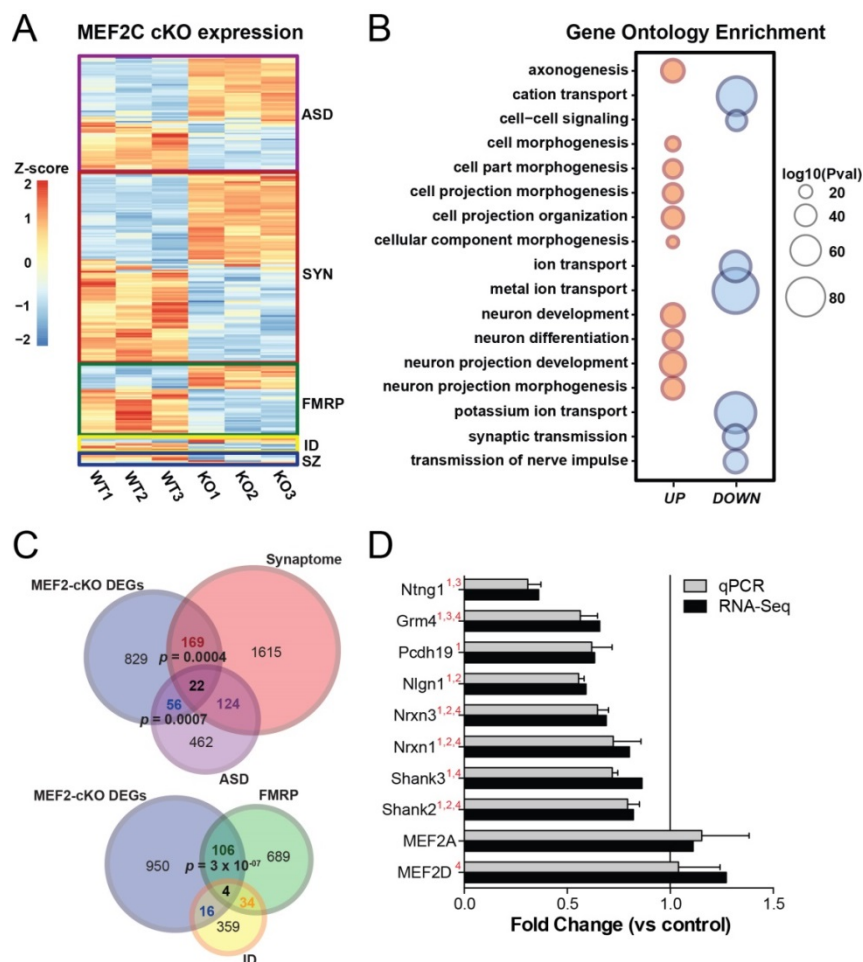 A
MEF2C cKO expression
Z-score
2
1
0
−1
−2
ASD
SYN
FMRP
ID
SZ
WT1
WT2
WT3
KO1
KO2
KO3
B
Gene Ontology Enrichment
axonogenesis
cation transport
cell−cell signaling
cell morphogenesis
cell part morphogenesis
cell projection morphogenesis
cell projection organization
cellular component morphogenesis
ion transport
metal ion transport
neuron development
neuron differentiation
neuron projection development
neuron projection morphogenesis
potassium ion transport
synaptic transmission
transmission of nerve impulse
UP
DOWN
log10(Pval)
20
40
60
80
C
Synaptome
MEF2-cKO DEGs
169
829
p = 0.0004
1615
22
56
124
p = 0.0007
462
ASD
MEF2-cKO DEGs
FMRP
106
950
p = 3 x 10-07
689
4
16
34
359
ID
D
qPCR
RNA-Seq
Ntng1 1,3
Grm4 1,3,4
Pcdh19 1
Nlgn1 1,2
Nrxn3 1,2,4
Nrxn1 1,2,4
Shank3 1,4
Shank2 1,2,4
MEF2A
MEF2D 4
0.0
0.5
1.0
1.5
Fold Change (vs control)